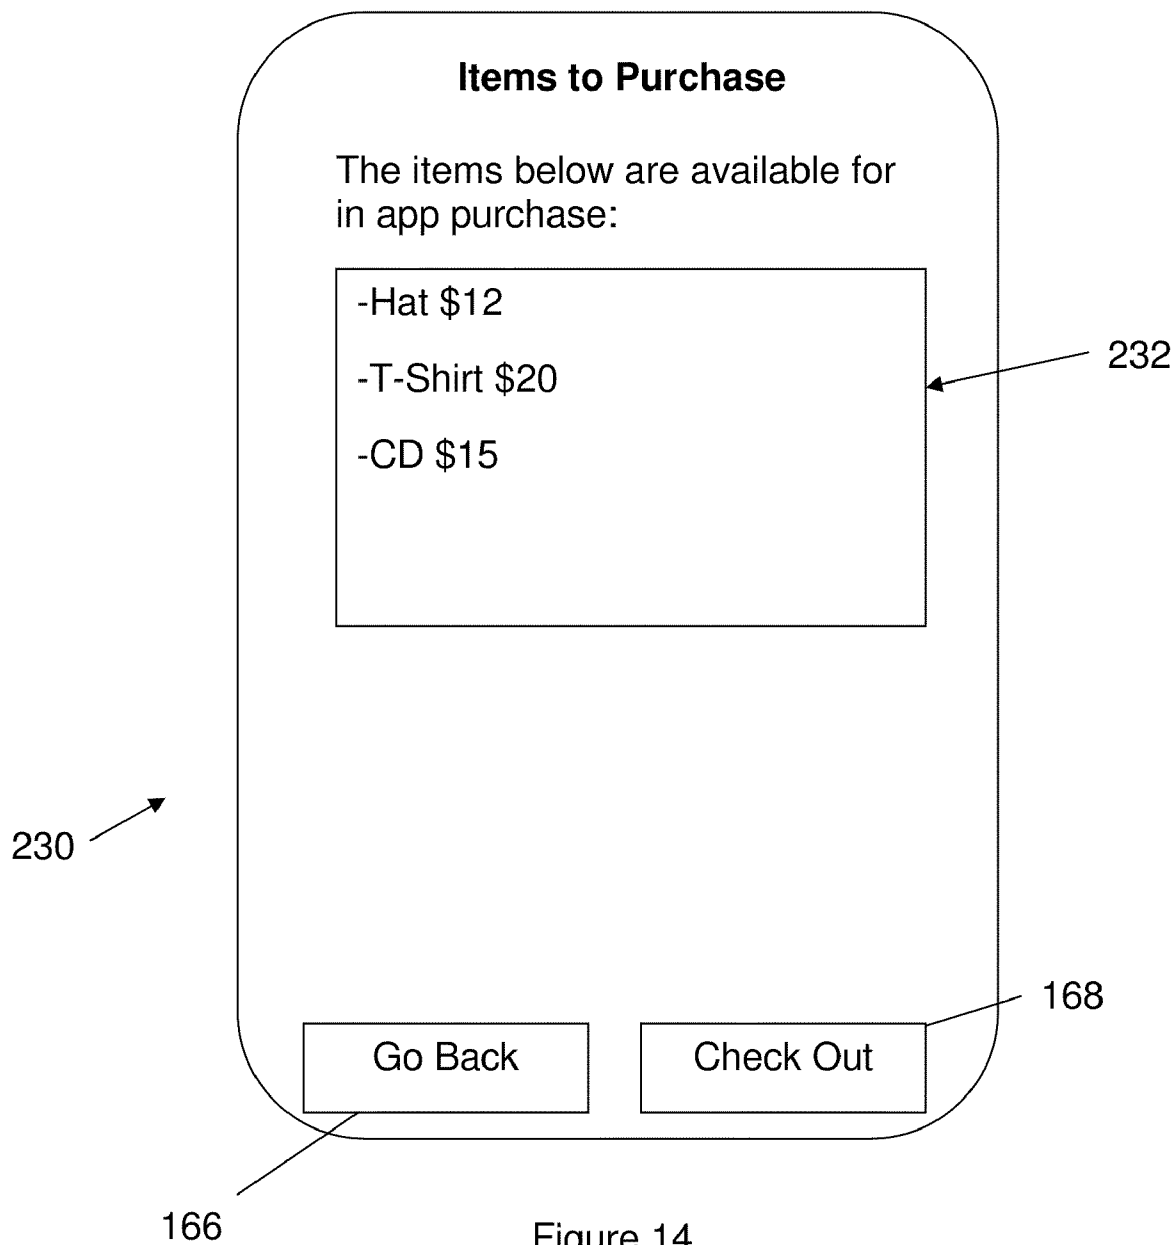 Items to Purchase
The items below are available for
in app purchase:
-Hat $12
-T-Shirt $20
-CD $15
232
230
168
Go Back
Check Out
166
Figure 14